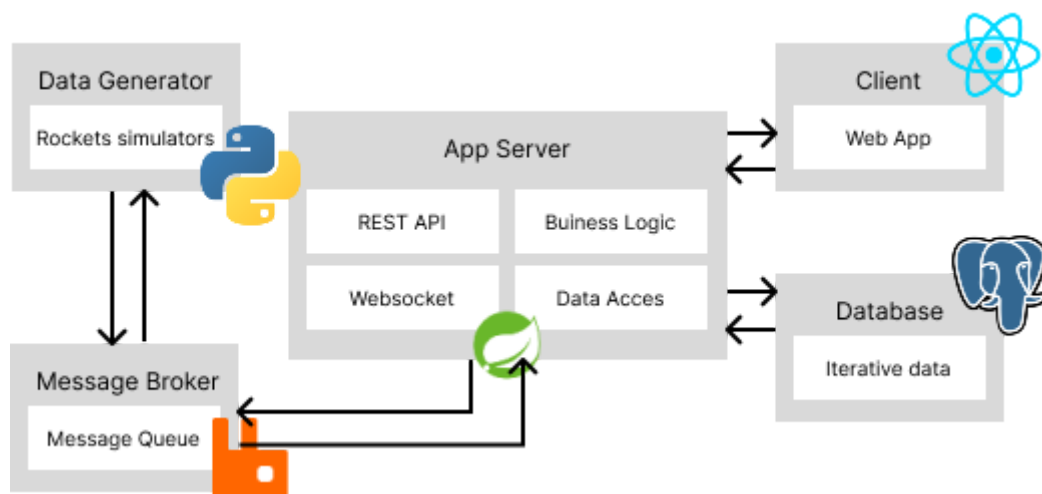 Data Generator
Rockets simulators
App Server
REST API
Buiness Logic
Websocket
Data Acces
Client
Web App
Database
Iterative data
Message Broker
Message Queue